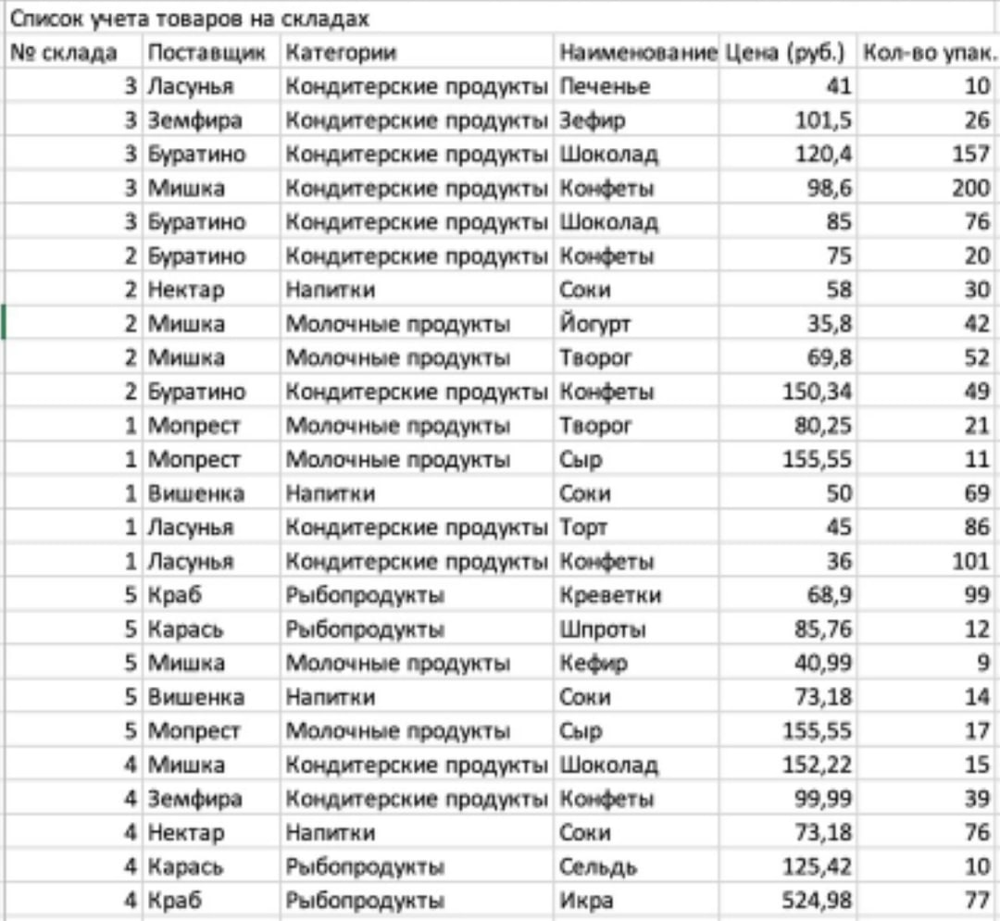 Список учета товаров на складах
№ склада Поставщик Категории Наименование Цена (руб.) Кол-во упак.
3 Ласунья Кондитерские продукты Печенье 41 10
3 Земфира Кондитерские продукты Зефир 101,5 26
3 Буратино Кондитерские продукты Шоколад 120,4 157
3 Мишка Кондитерские продукты Конфеты 98,6 200
3 Буратино Кондитерские продукты Шоколад 85 76
2 Буратино Кондитерские продукты Конфеты 75 20
2 Нектар Напитки Соки 58 30
2 Мишка Молочные продукты Йогурт 35,8 42
2 Мишка Молочные продукты Творог 69,8 52
2 Буратино Кондитерские продукты Конфеты 150,34 49
1 Мопрест Молочные продукты Творог 80,25 21
1 Мопрест Молочные продукты Сыр 155,55 11
1 Вишенка Напитки Соки 50 69
1 Ласунья Кондитерские продукты Торт 45 86
1 Ласунья Кондитерские продукты Конфеты 36 101
5 Краб Рыбопродукты Креветки 68,9 99
5 Карась Рыбопродукты Шпроты 85,76 12
5 Мишка Молочные продукты Кефир 40,99 9
5 Вишенка Напитки Соки 73,18 14
5 Мопрест Молочные продукты Сыр 155,55 17
4 Мишка Кондитерские продукты Шоколад 152,22 15
4 Земфира Кондитерские продукты Конфеты 99,99 39
4 Нектар Напитки Соки 73,18 76
4 Карась Рыбопродукты Сельдь 125,42 10
4 Краб Рыбопродукты Икра 524,98 77